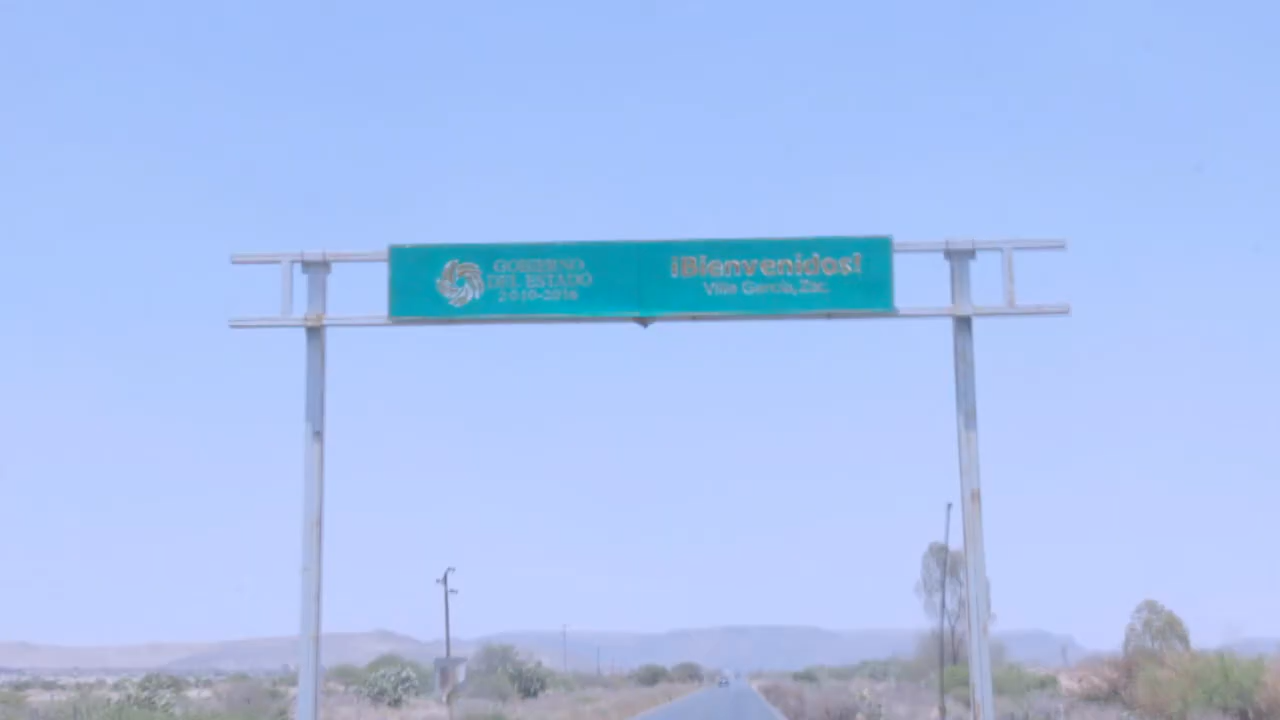 GOBIERNO
DEL ESTADO
2010-2016
¡Bienvenidos!
Villa García, Zac.